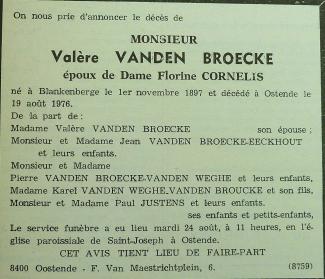 On nous prie d'annoncer le décès de
MONSIEUR
Valère VANDEN BROECKE
époux de Dame Florine CORNELIS
né à Blankenberge le 1er novembre 1897 et décédé à Ostende le
19 août 1976.
De la part de:
Madame Valère VANDEN BROECKE son épouse;
Monsieur et Madame Jean VANDEN BROECKE-EECKHOUT
et leurs enfants.
Monsieur et Madame
Pierre VANDEN BROECKE-VANDEN WEGHE et leurs enfants,
Madame Karel VANDEN WEGHE,VANDEN BROUCKE et son fils,
Monsieur et Madame Paul JUSTENS et leurs enfants.
ses enfants et petits-enfants,
Le service funèbre a eu lieu mardi 24 août, à 11 heures, en l'é-
glise paroissiale de Saint-Joseph à Ostende.
CET AVIS TIENT LIEU DE FAIRE-PART
8400 Oostende - F. Van Maestrichtplein, 6. (8759)